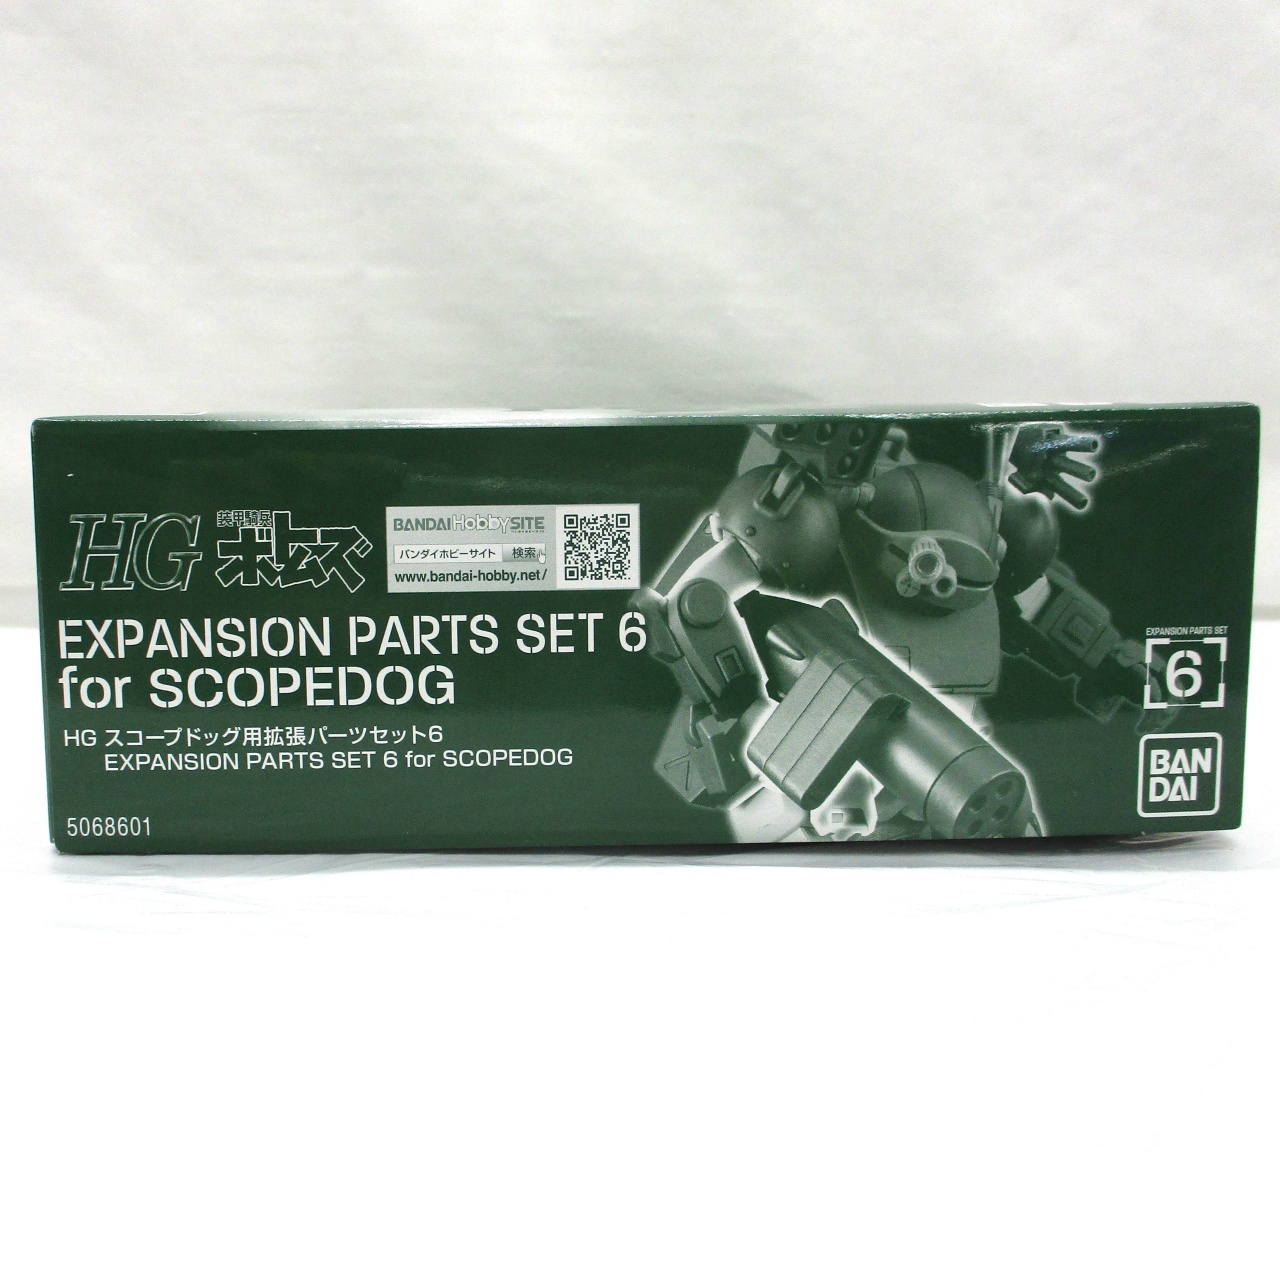 HG
装甲騎兵
ボトムズ
BANDAI HobbySITE
バンダイホビーサイト 検索
www.bandai-hobby.net/
EXPANSION PARTS SET 6
for SCOPEDOG
HG スコープドッグ用拡張パーツセット6
EXPANSION PARTS SET 6 for SCOPEDOG
5068601
EXPANSION PARTS SET
6
BAN
DAI